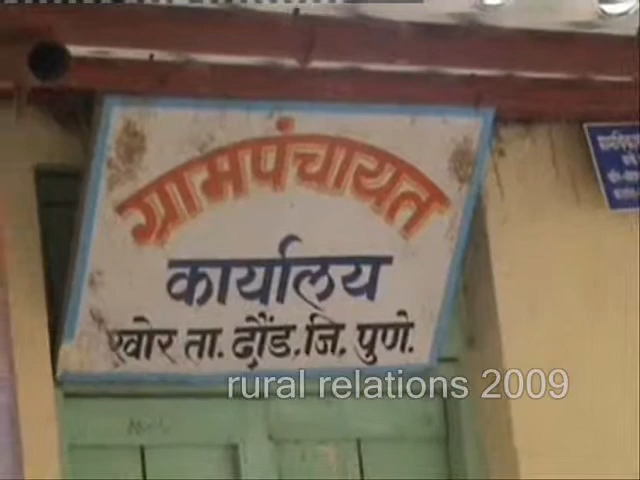 ग्रामपंचायत
कार्यालय
खोर ता. दौंड. जि. पुणे.
rural relations 2009